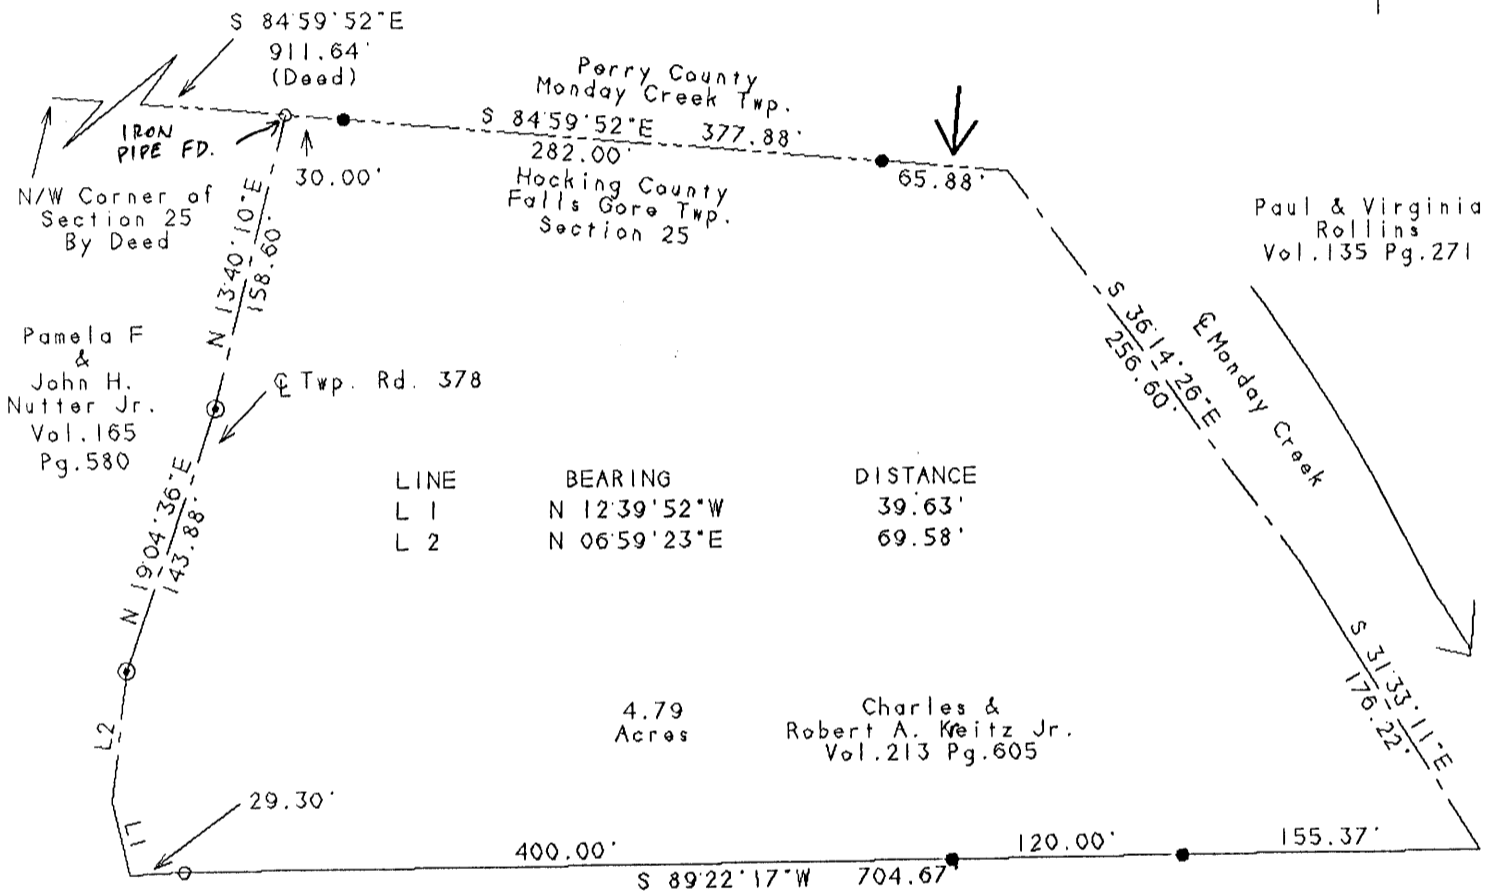 S 84°59'52"E
911.64'
(Deed)
Perry County
Monday Creek Twp.
S 84°59'52"E 377.88'
282.00'
Hocking County
Falls Gore Twp.
Section 25
IRON
PIPE FD.
30.00'
65.88'
N/W Corner of
Section 25
By Deed
N 13°40'10"E
158.60'
Paul & Virginia
Rollins
Vol.135 Pg.271
S 36°14'26"E
256.60'
℄ Monday Creek
Pamela F
&
John H.
Nutter Jr.
Vol.165
Pg.580
℄ Twp. Rd. 378
N 19°04'36"E
143.88'
LINE BEARING DISTANCE
L 1 N 12°39'52"W 39.63'
L 2 N 06°59'23"E 69.58'
S 31°33'11"E
176.22'
4.79
Acres
Charles &
Robert A. Kreitz Jr.
Vol.213 Pg.605
L2
L1
29.30'
400.00'
120.00'
155.37'
S 89°22'17"W 704.67'